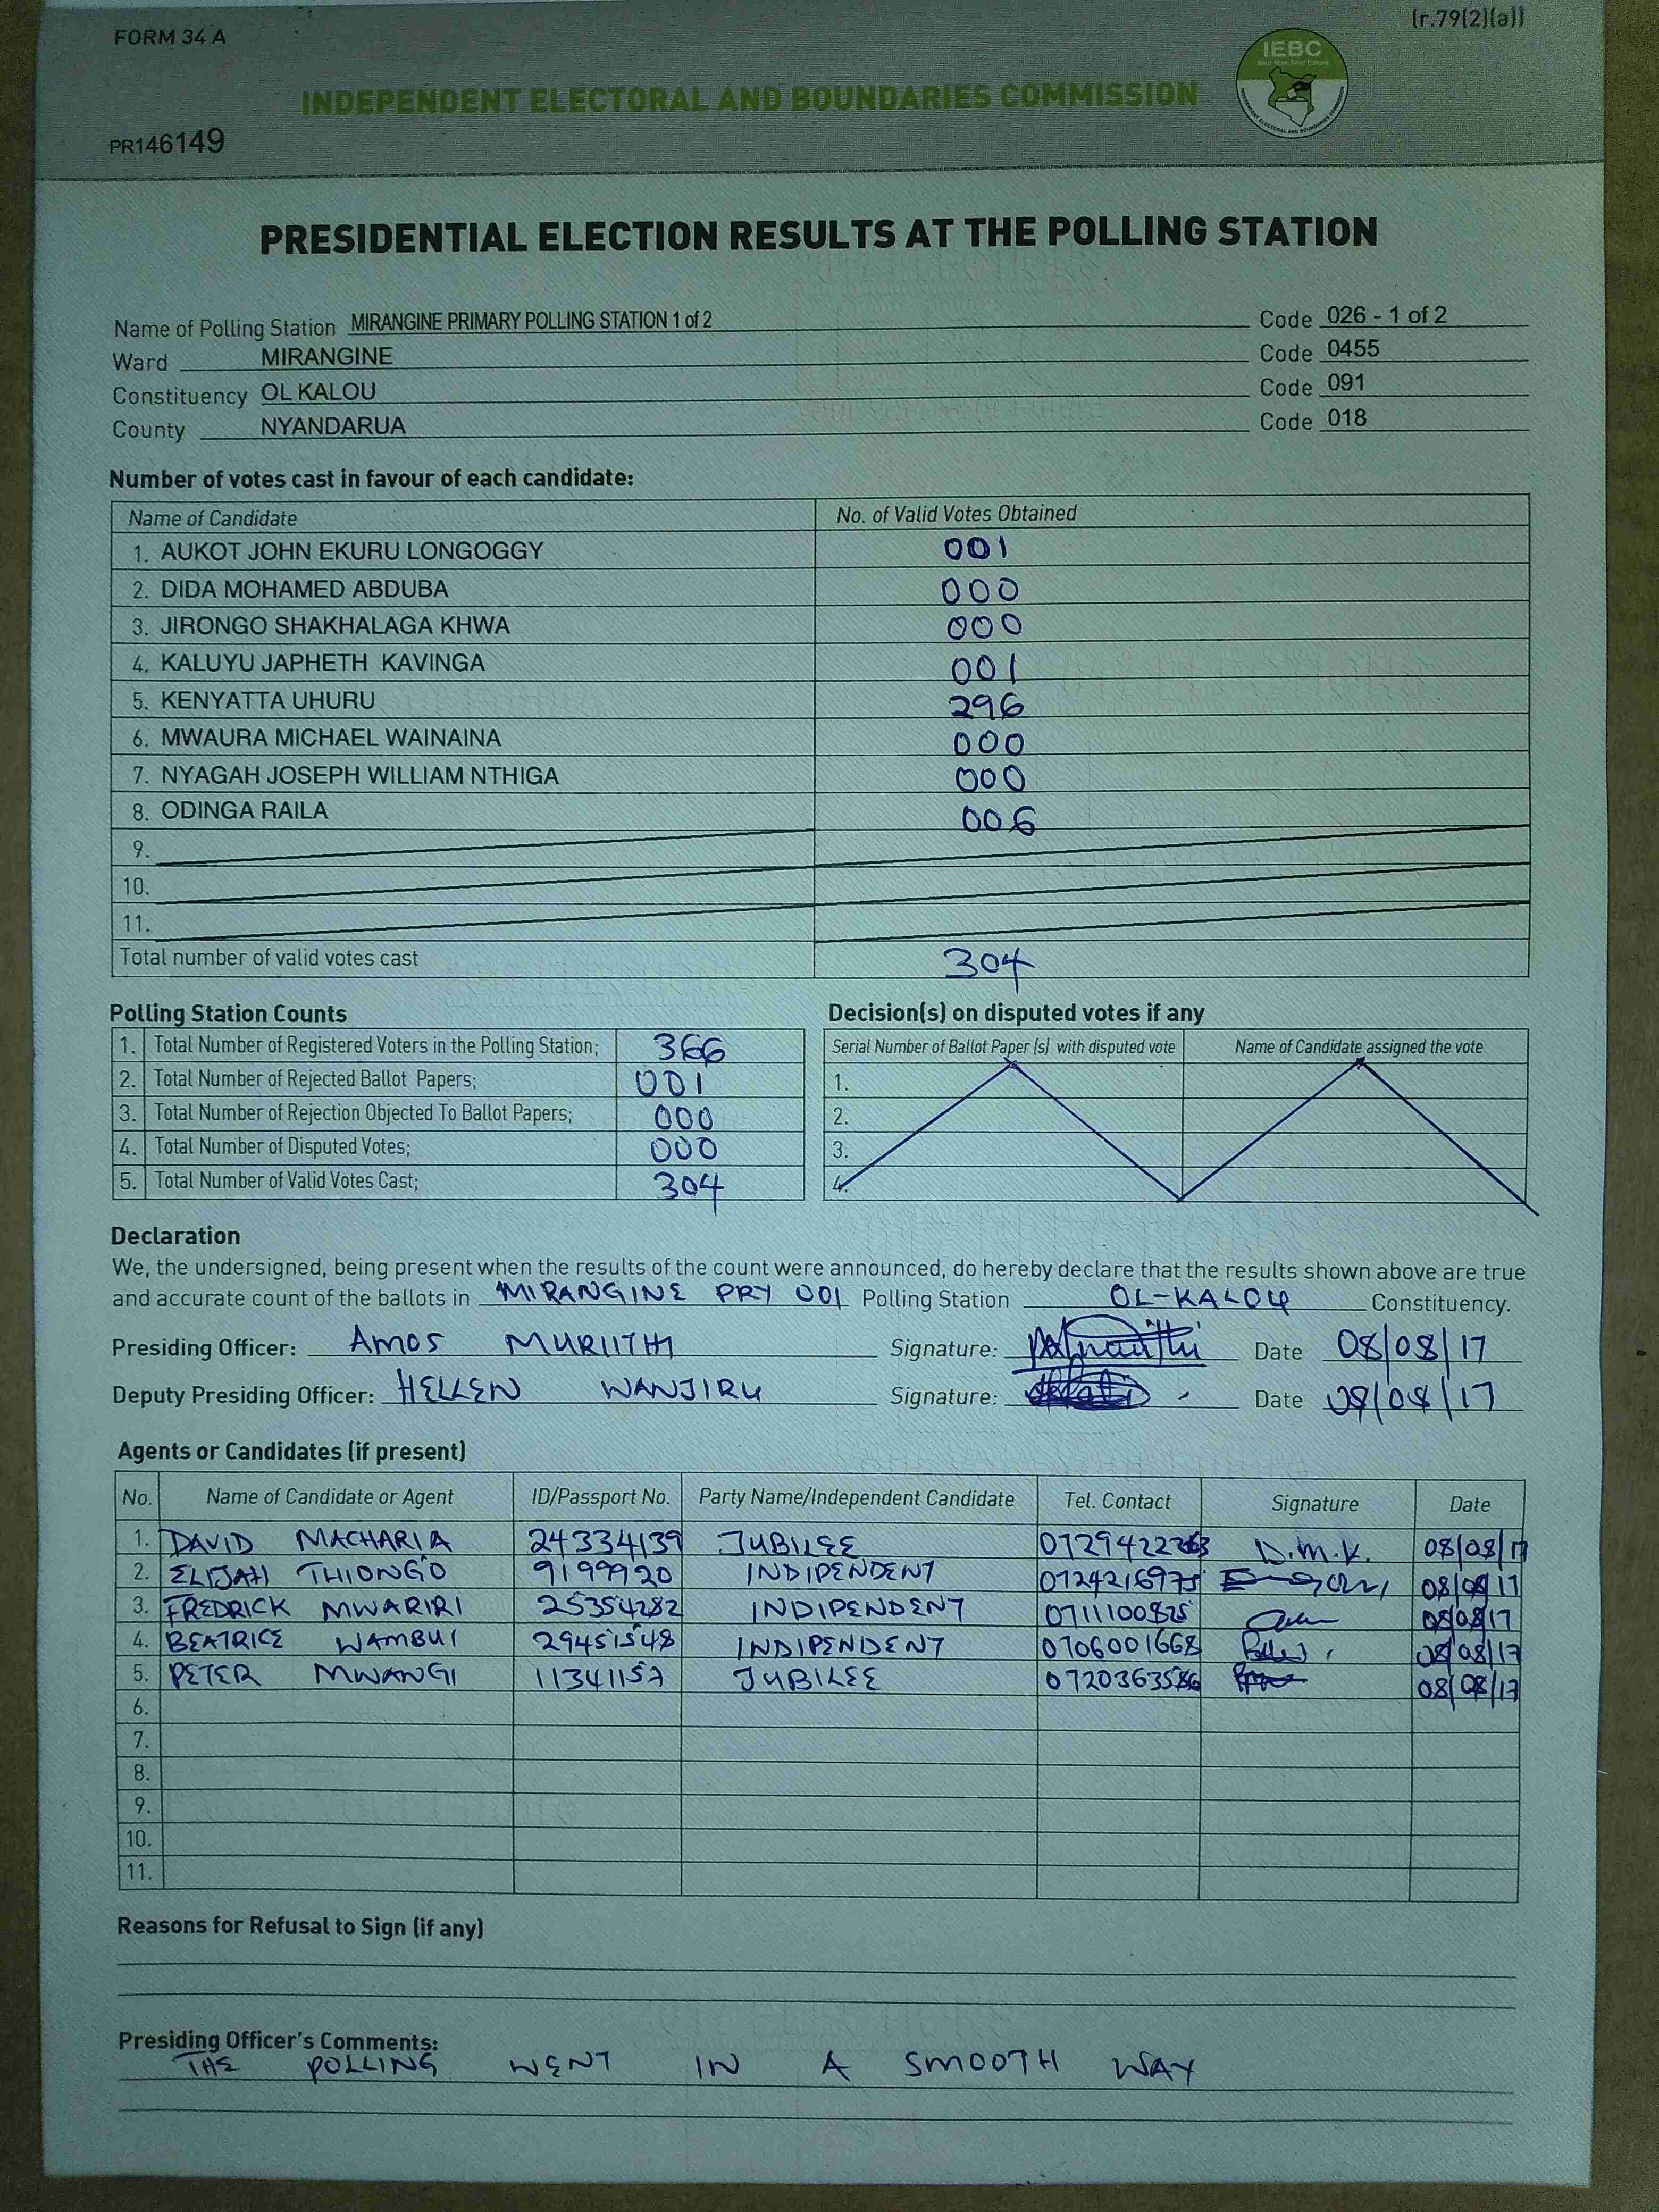 (r.79(2)(a))
FORM 34 A
IEBC
Your Vote, Your Future
INDEPENDENT ELECTORAL AND BOUNDARIES COMMISSION
PR146149
PRESIDENTIAL ELECTION RESULTS AT THE POLLING STATION
Name of Polling Station MIRANGINE PRIMARY POLLING STATION 1 of 2 Code 026 - 1 of 2
Ward MIRANGINE Code 0455
Constituency OL KALOU Code 091
County NYANDARUA Code 018
Number of votes cast in favour of each candidate:
Name of Candidate No. of Valid Votes Obtained
1. AUKOT JOHN EKURU LONGOGGY 001
2. DIDA MOHAMED ABDUBA 000
3. JIRONGO SHAKHALAGA KHWA 000
4. KALUYU JAPHETH KAVINGA 001
5. KENYATTA UHURU 296
6. MWAURA MICHAEL WAINAINA 000
7. NYAGAH JOSEPH WILLIAM NTHIGA 000
8. ODINGA RAILA 006
9.
10.
11.
Total number of valid votes cast 304
Polling Station Counts
1. Total Number of Registered Voters in the Polling Station; 366
2. Total Number of Rejected Ballot Papers; 001
3. Total Number of Rejection Objected To Ballot Papers; 000
4. Total Number of Disputed Votes; 000
5. Total Number of Valid Votes Cast; 304
Decision(s) on disputed votes if any
Serial Number of Ballot Paper (s) with disputed vote Name of Candidate assigned the vote
1.
2.
3.
4.
Declaration
We, the undersigned, being present when the results of the count were announced, do hereby declare that the results shown above are true
and accurate count of the ballots in MIRANGINE PRY 001 Polling Station OL-KALOU Constituency.
Presiding Officer: AMOS MURIITHI Signature: Date 08/08/17
Deputy Presiding Officer: HELLEN WANJIRU Signature: Date 08/08/17
Agents or Candidates (if present)
No. Name of Candidate or Agent ID/Passport No. Party Name/Independent Candidate Tel. Contact Signature Date
1. DAVID MACHARIA 24334139 JUBILEE D.M.K. 08/08/17
2. ELIJAH THIONG'O 9199920 INDIPENDENT 0724216975 08/08/17
3. FREDRICK MWARIRI 25354282 INDIPENDENT 0711100825 08/08/17
4. BEATRICE WAMBUI 29451548 INDIPENDENT 0706001668 08/08/17
5. PETER MWANGI 11341157 JUBILEE 08/08/17
6.
7.
8.
9.
10.
11.
Reasons for Refusal to Sign (if any)
Presiding Officer's Comments:
THE POLLING WENT IN A SMOOTH WAY